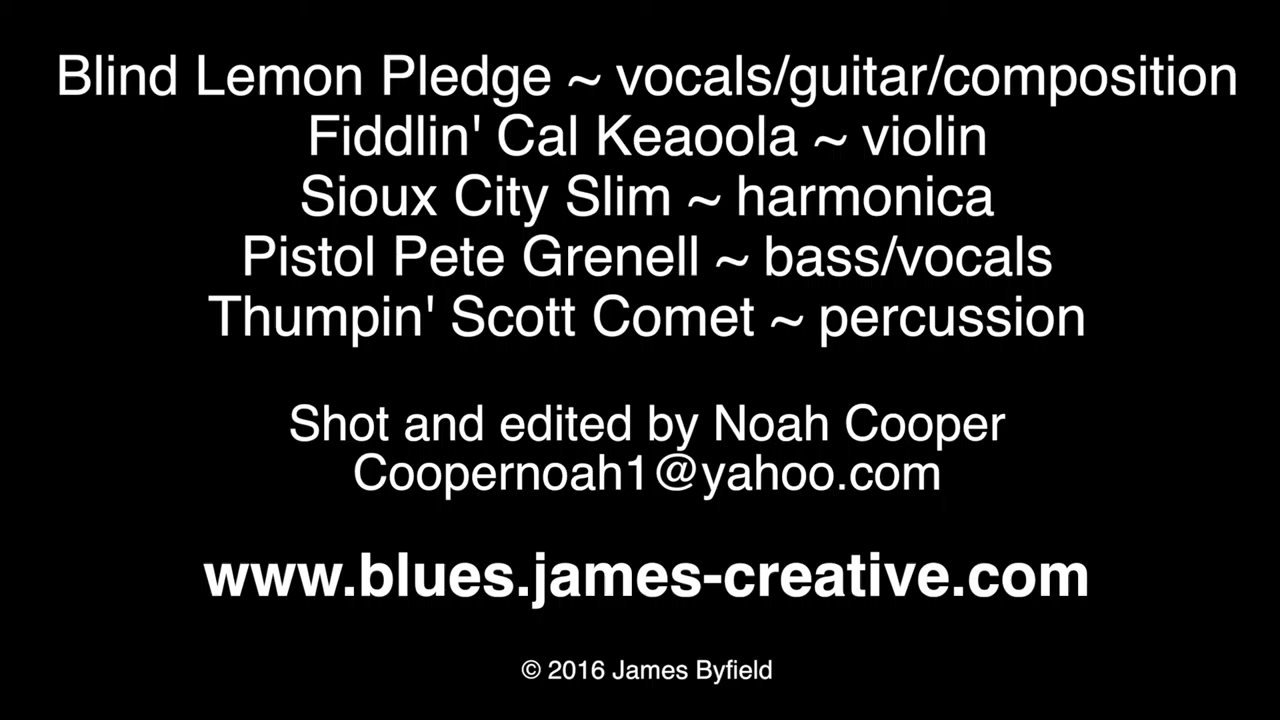 Blind Lemon Pledge ~ vocals/guitar/composition
Fiddlin' Cal Keaoola ~ violin
Sioux City Slim ~ harmonica
Pistol Pete Grenell ~ bass/vocals
Thumpin' Scott Comet ~ percussion
Shot and edited by Noah Cooper
Coopernoah1@yahoo.com
www.blues.james-creative.com
© 2016 James Byfield